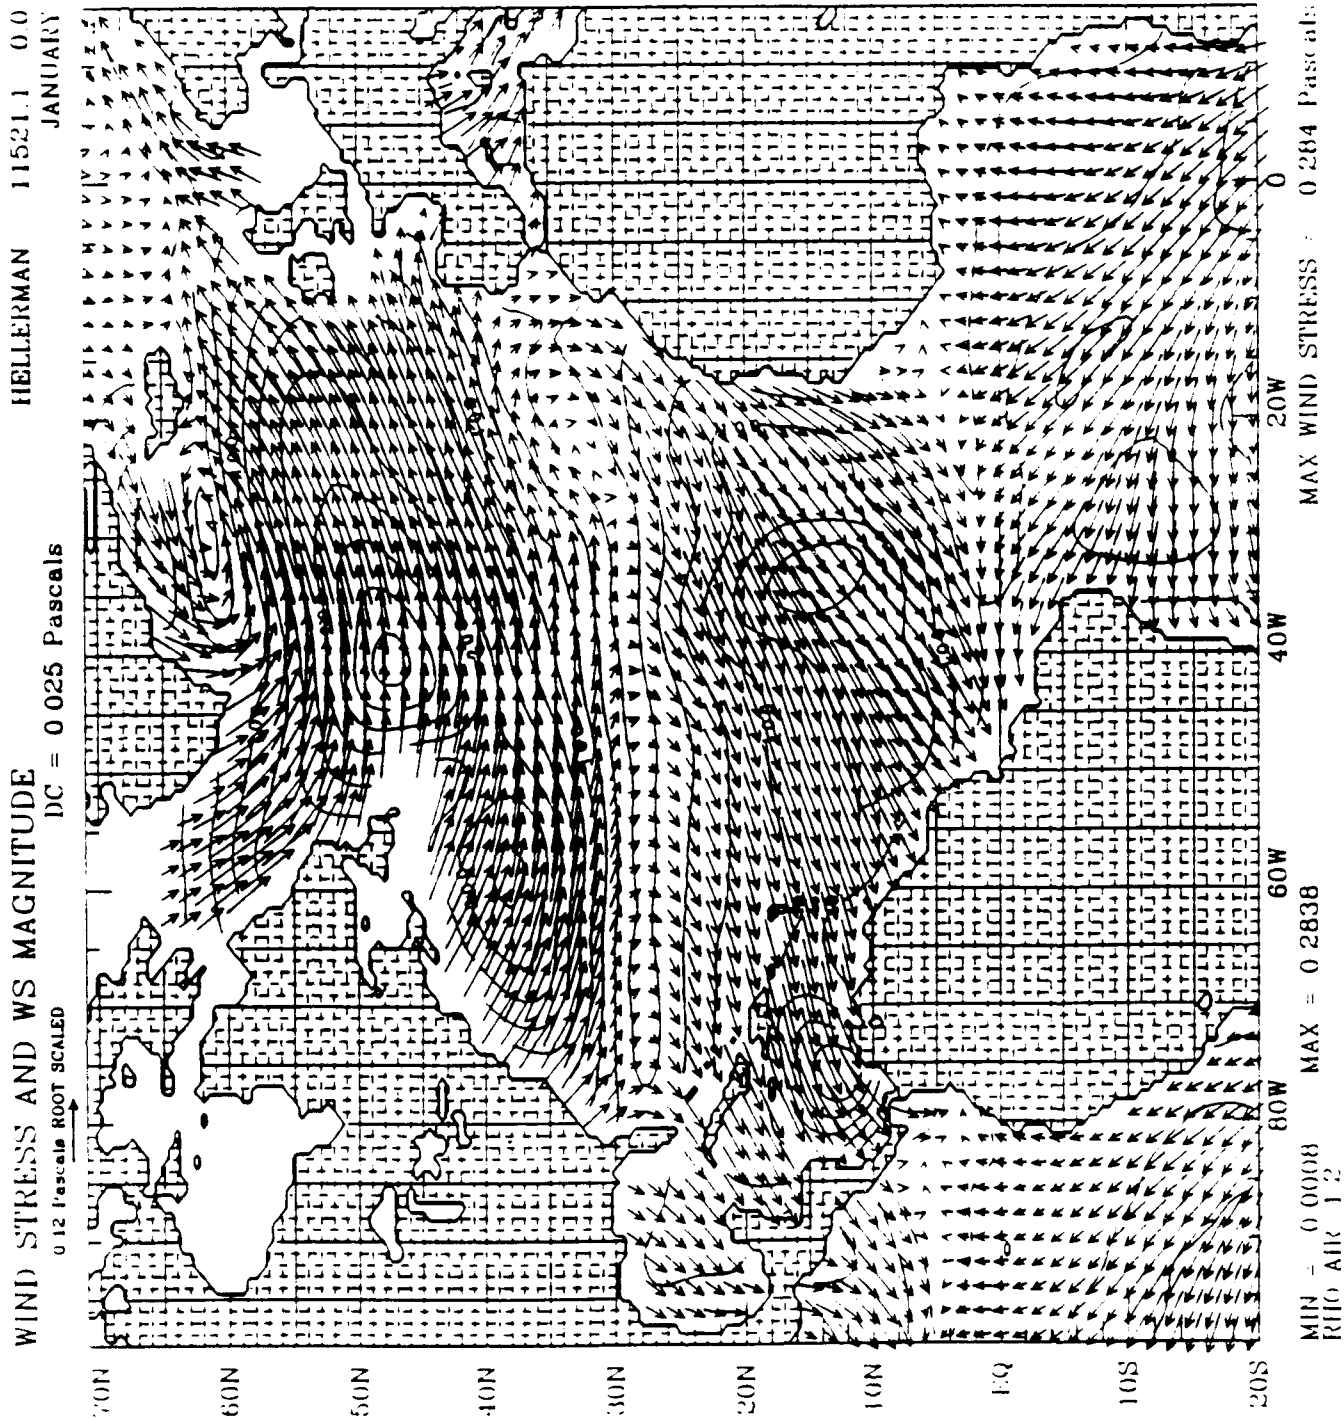 WIND STRESS AND WS MAGNITUDE
HELLERMAN 11521.1 0.0
DC = 0 025 Pascals
JANUARY
0 12 Pascals ROOT SCALED
70N
60N
50N
40N
30N
20N
10N
EQ
10S
20S
80W
60W
40W
20W
0
MIN = 0 0008 MAX = 0 2838 MAX WIND STRESS : 0 284 Pascals
RHO AIR 1 2